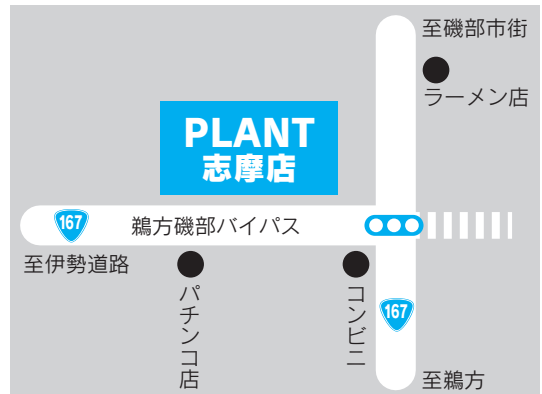 至磯部市街
ラーメン店
PLANT
志摩店
167
鵜方磯部バイパス
至伊勢道路
パチンコ店
コンビニ
167
至鵜方